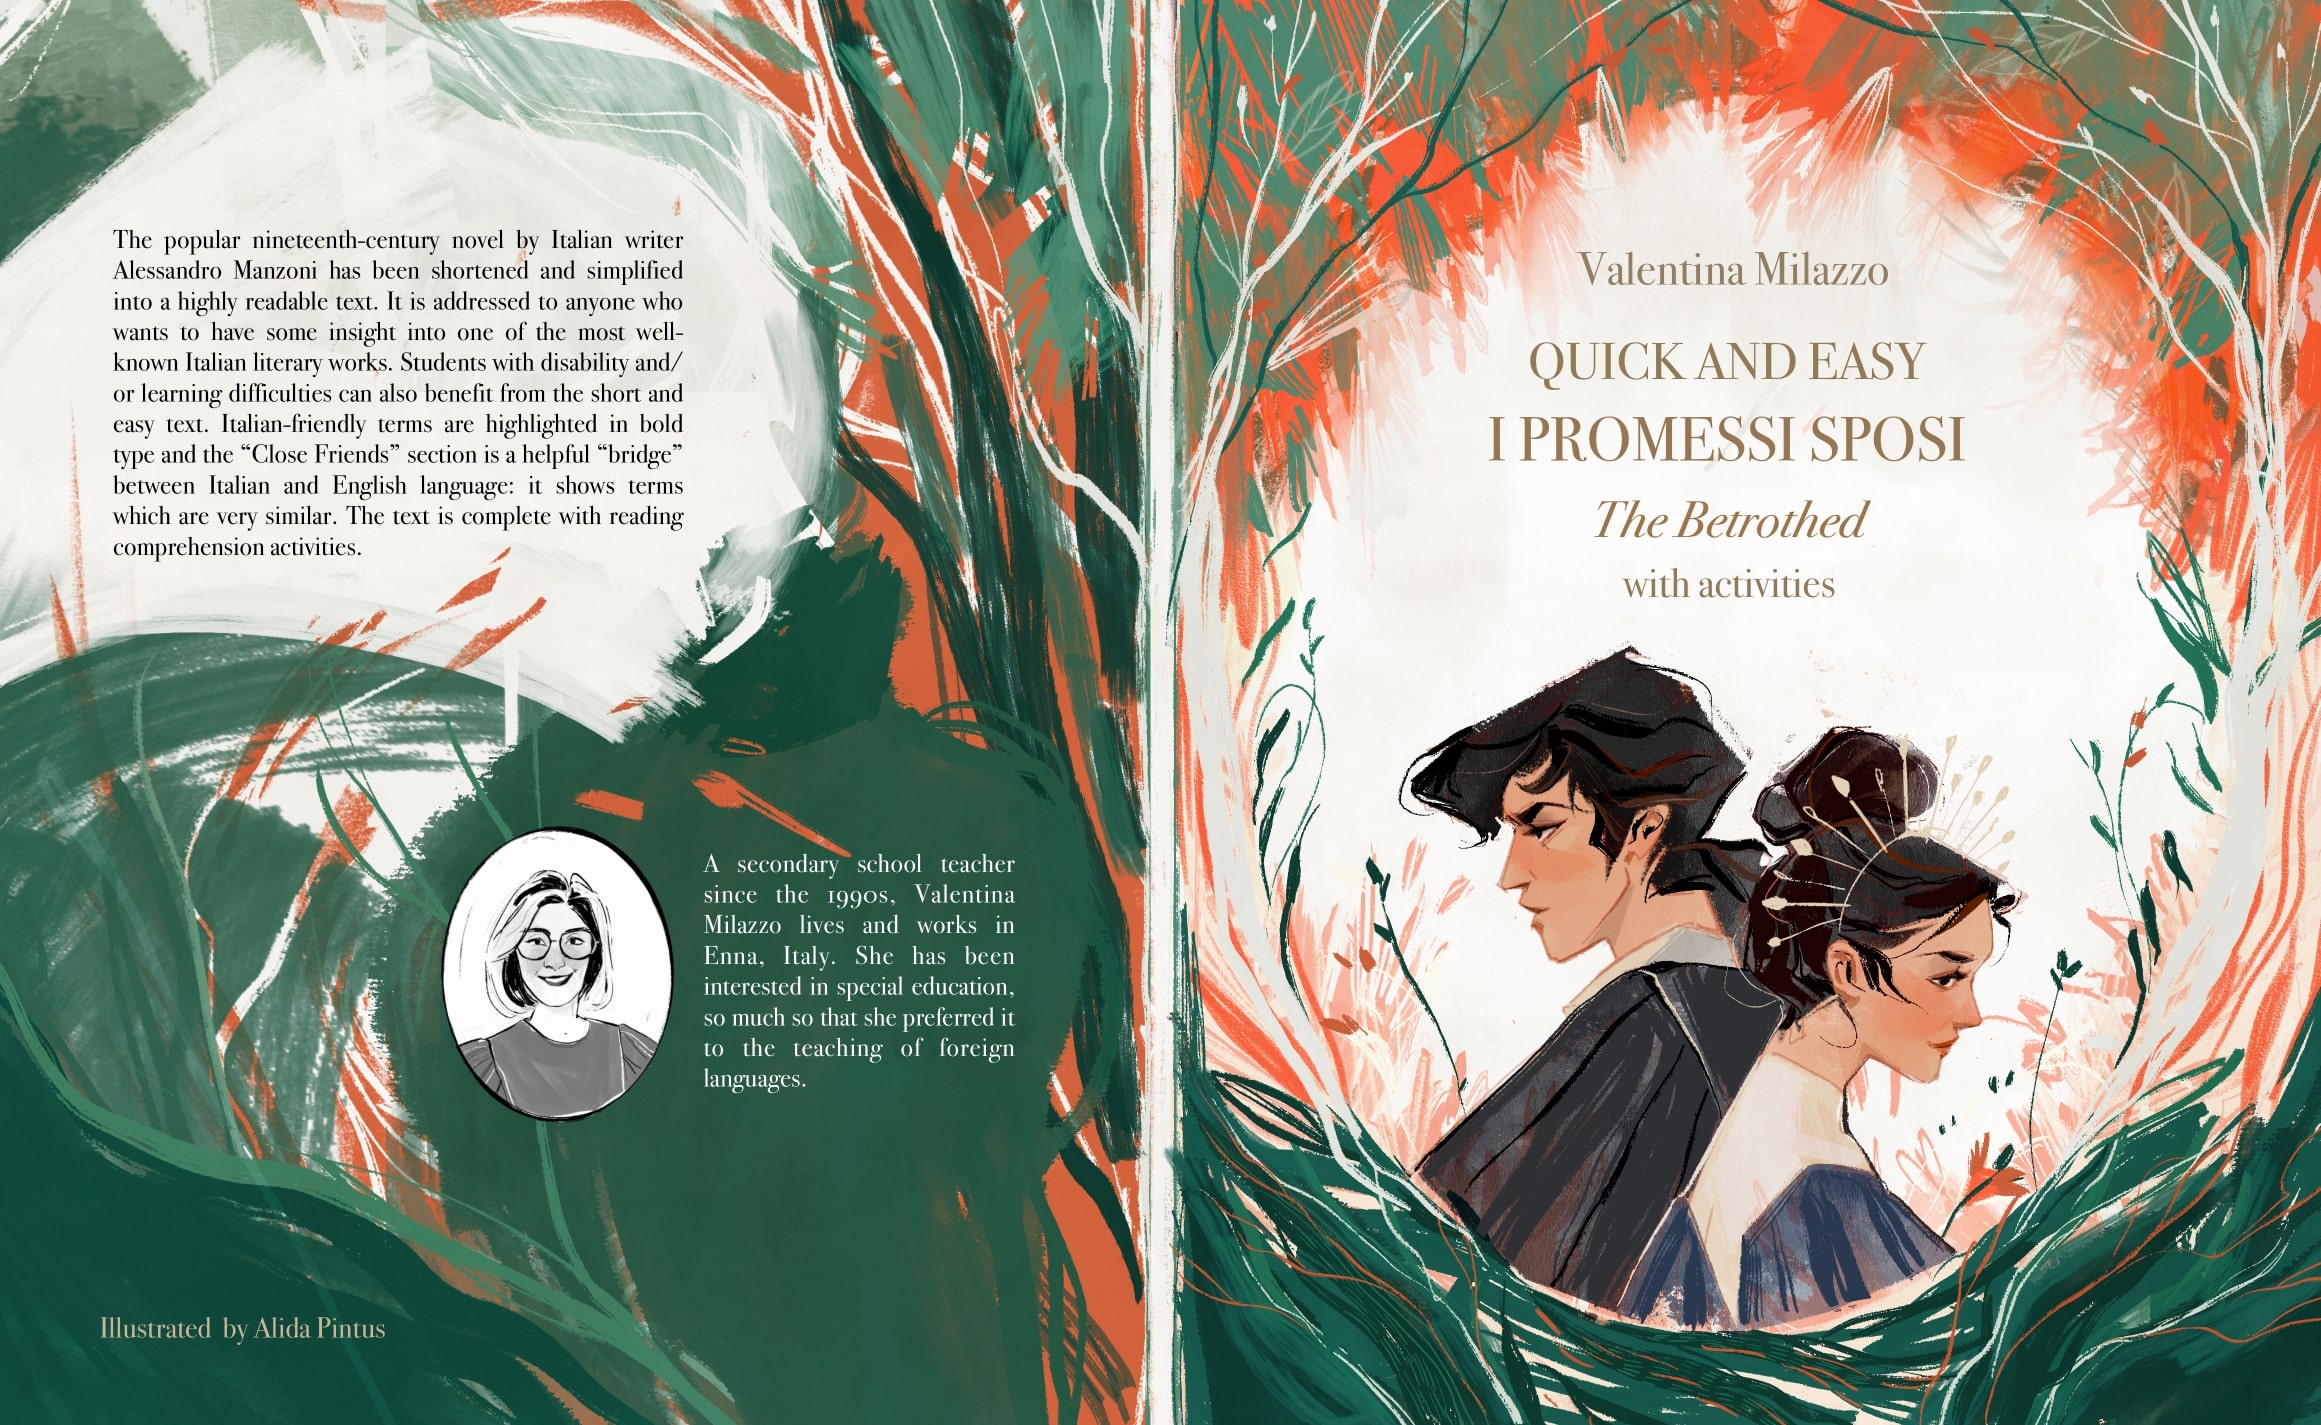 The popular nineteenth-century novel by Italian writer
Alessandro Manzoni has been shortened and simplified
into a highly readable text. It is addressed to anyone who
wants to have some insight into one of the most well-
known Italian literary works. Students with disability and/
or learning difficulties can also benefit from the short and
easy text. Italian-friendly terms are highlighted in bold
type and the “Close Friends” section is a helpful “bridge”
between Italian and English language: it shows terms
which are very similar. The text is complete with reading
comprehension activities.
A secondary school teacher
since the 1990s, Valentina
Milazzo lives and works in
Enna, Italy. She has been
interested in special education,
so much so that she preferred it
to the teaching of foreign
languages.
Illustrated by Alida Pintus
Valentina Milazzo
QUICK AND EASY
I PROMESSI SPOSI
The Betrothed
with activities